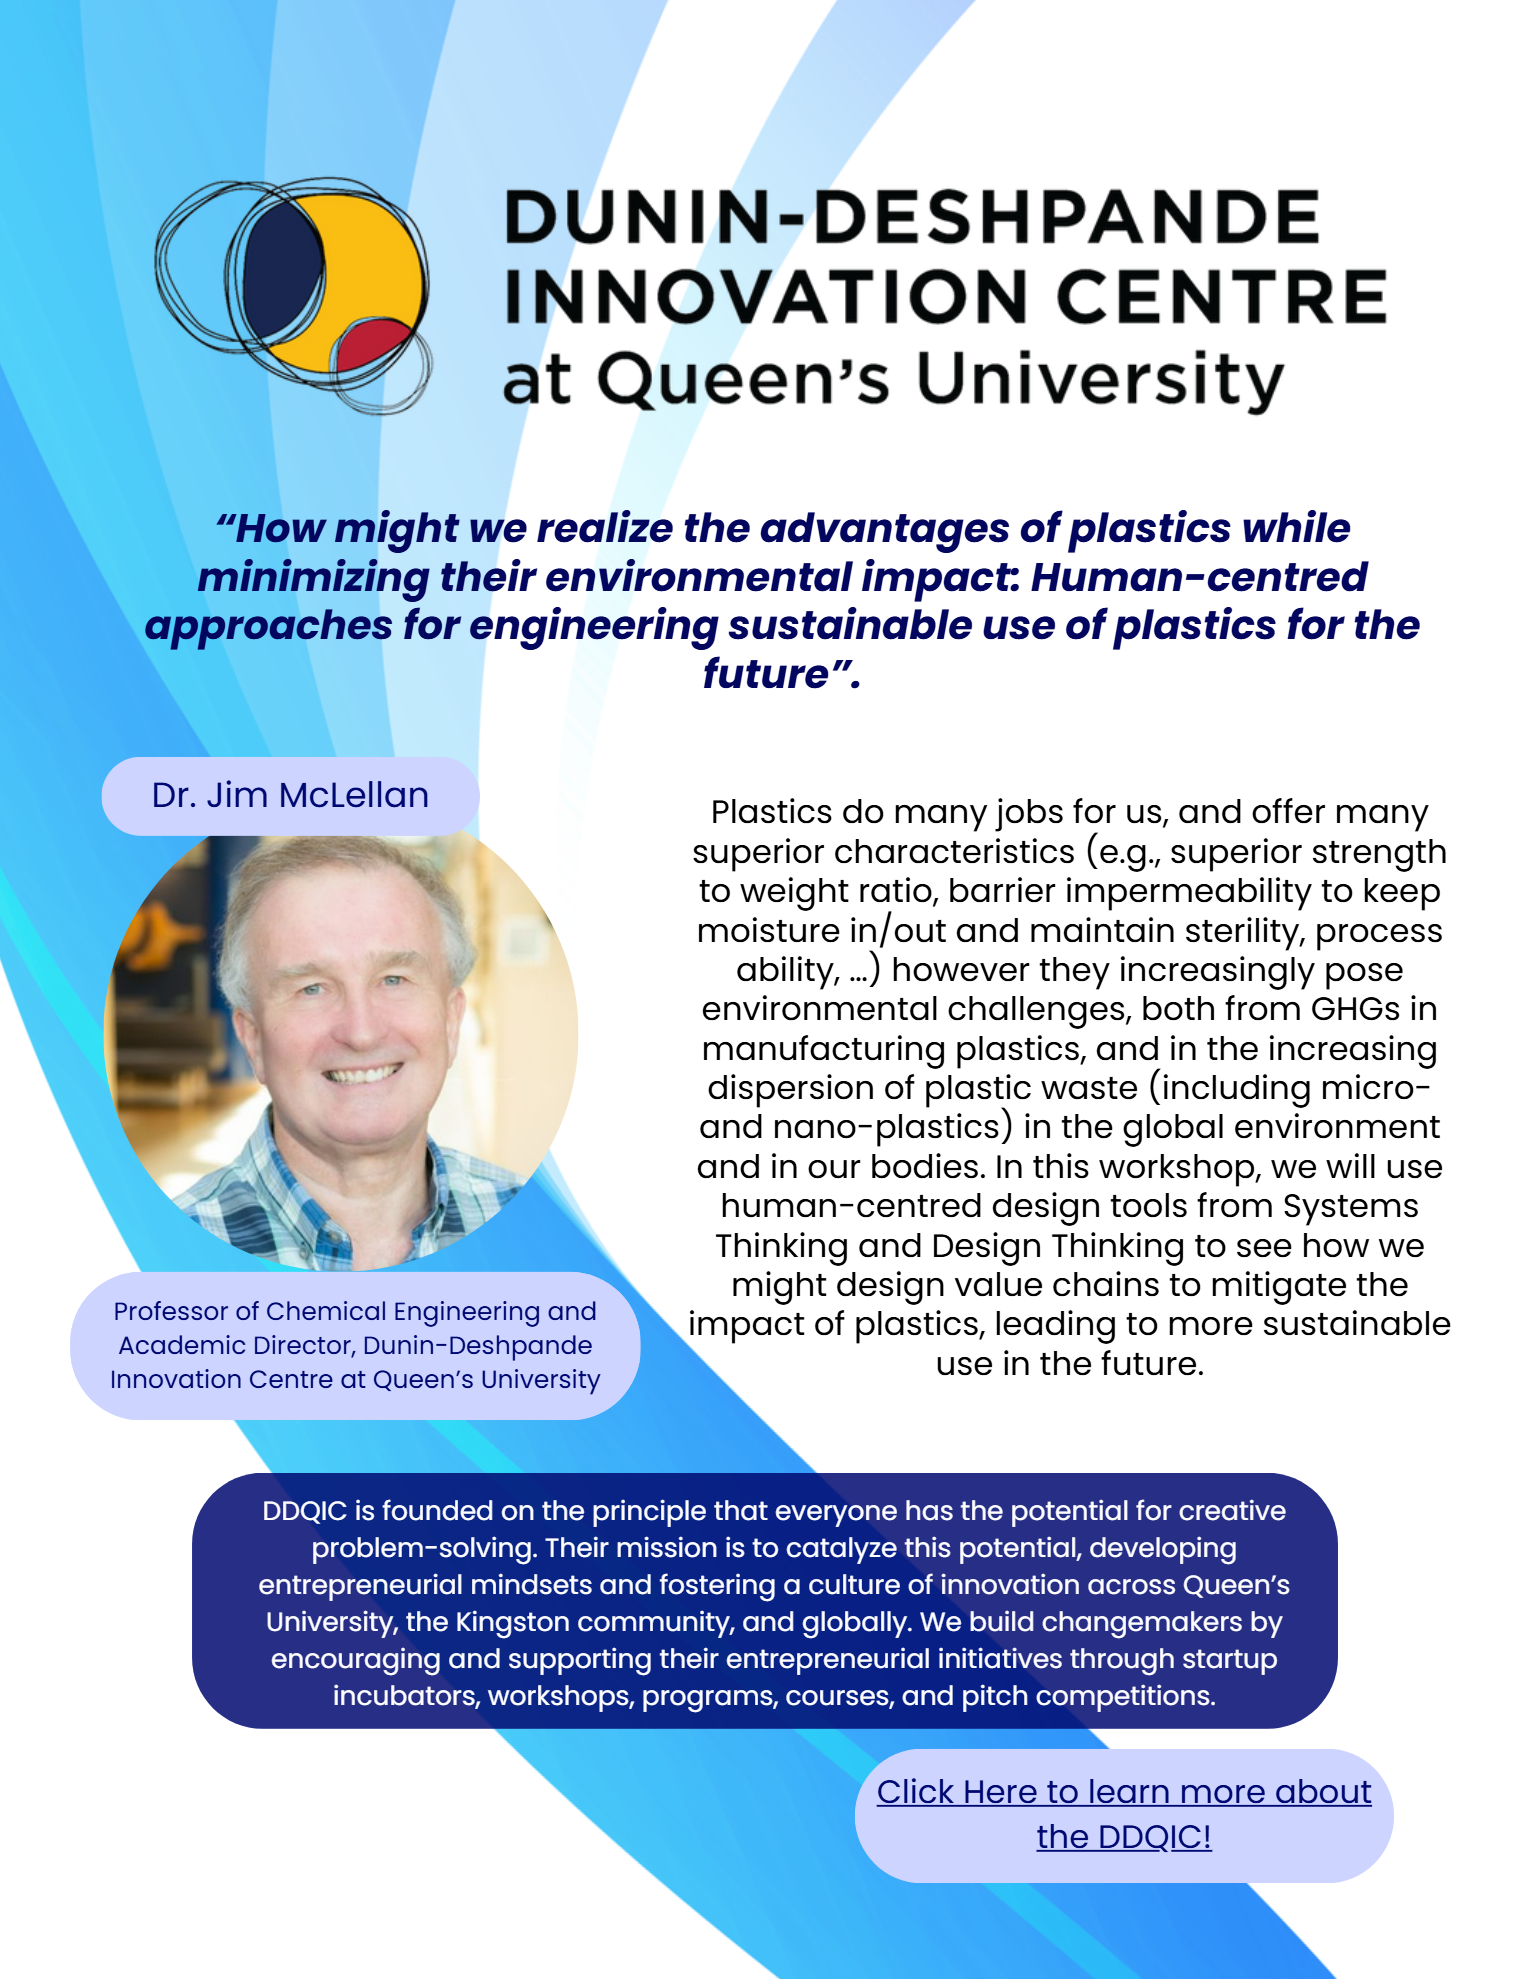 DUNIN-DESHPANDE
INNOVATION CENTRE
at Queen's University
“How might we realize the advantages of plastics while
minimizing their environmental impact: Human-centred
approaches for engineering sustainable use of plastics for the
future”.
Dr. Jim McLellan
Professor of Chemical Engineering and
Academic Director, Dunin-Deshpande
Innovation Centre at Queen's University
Plastics do many jobs for us, and offer many
superior characteristics (e.g., superior strength
to weight ratio, barrier impermeability to keep
moisture in/out and maintain sterility, process
ability, …) however they increasingly pose
environmental challenges, both from GHGs in
manufacturing plastics, and in the increasing
dispersion of plastic waste (including micro-
and nano-plastics) in the global environment
and in our bodies. In this workshop, we will use
human-centred design tools from Systems
Thinking and Design Thinking to see how we
might design value chains to mitigate the
impact of plastics, leading to more sustainable
use in the future.
DDQIC is founded on the principle that everyone has the potential for creative
problem-solving. Their mission is to catalyze this potential, developing
entrepreneurial mindsets and fostering a culture of innovation across Queen's
University, the Kingston community, and globally. We build changemakers by
encouraging and supporting their entrepreneurial initiatives through startup
incubators, workshops, programs, courses, and pitch competitions.
Click Here to learn more about
the DDQIC!